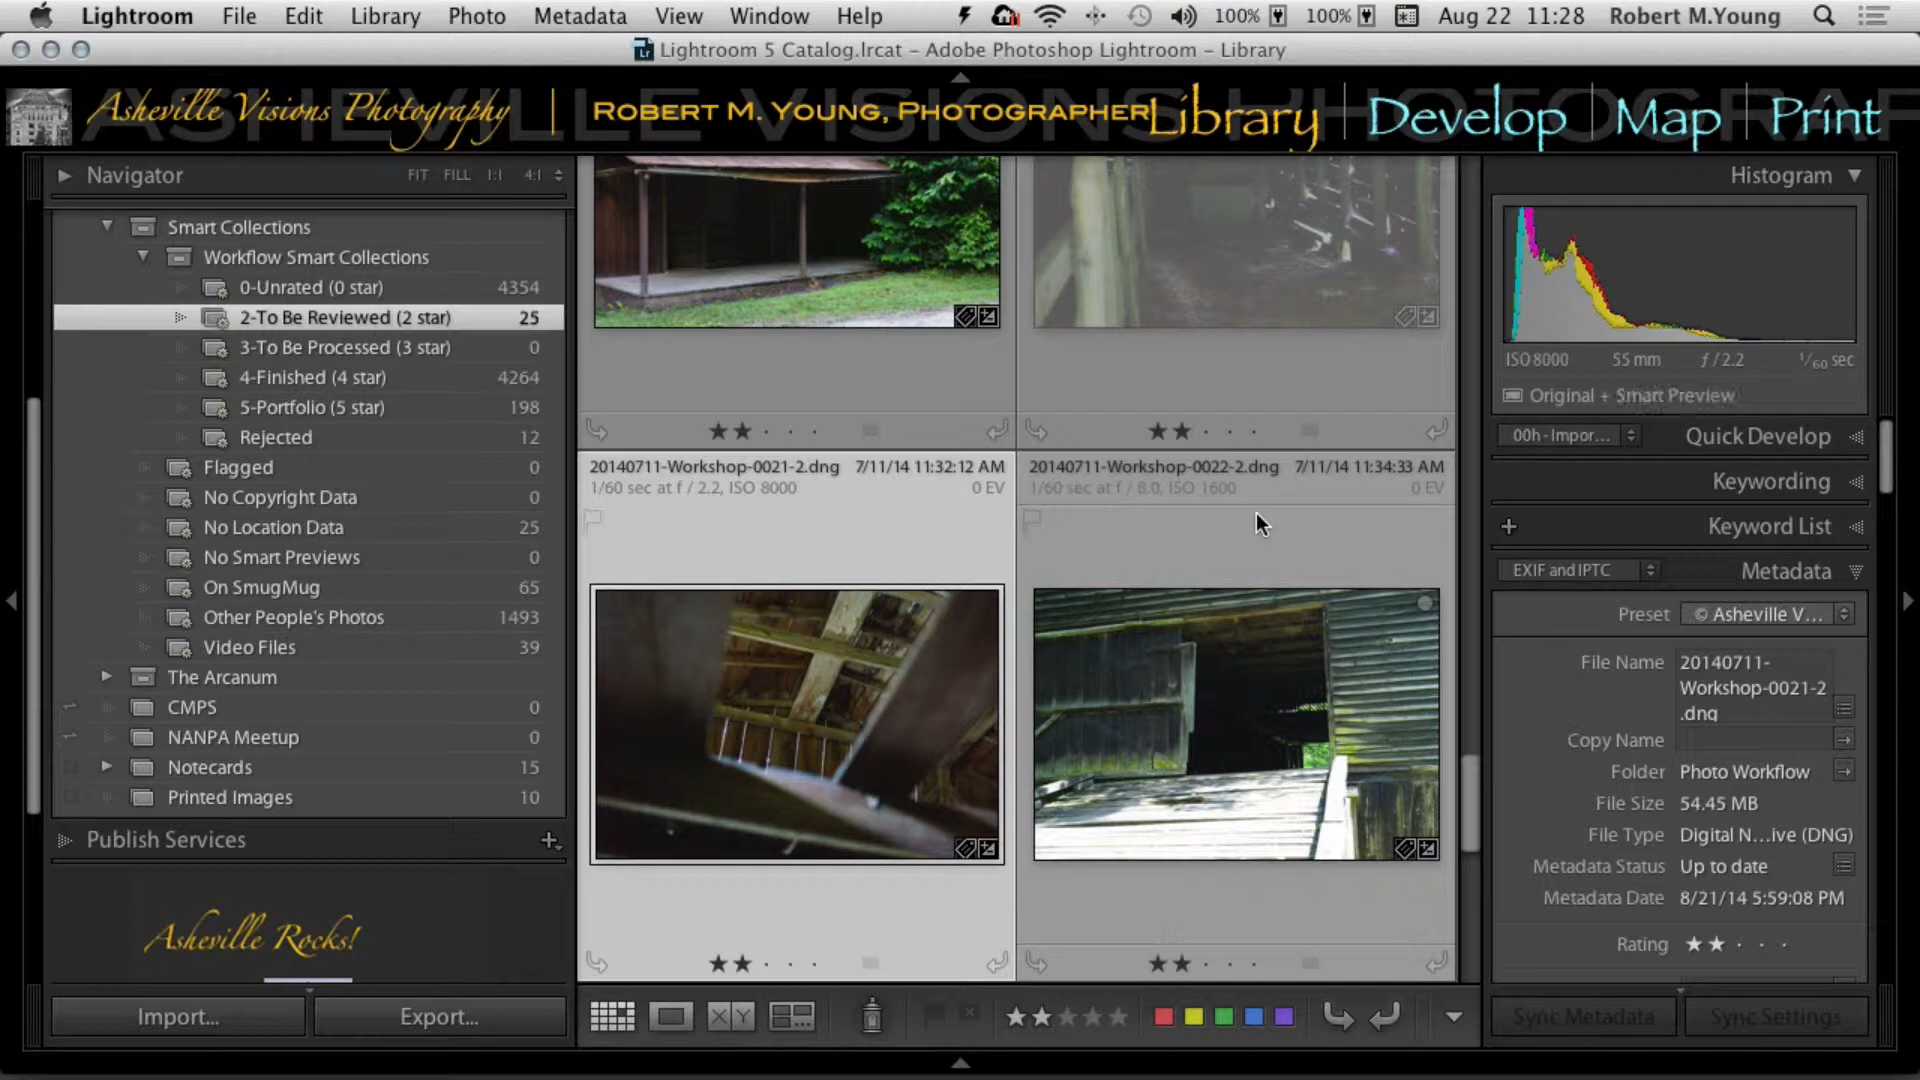 Lightroom File Edit Library Photo Metadata View Window Help 100% 100% Aug 22 11:28 Robert M.Young
Lightroom 5 Catalog.lrcat – Adobe Photoshop Lightroom – Library
ASHEVILLE VISIONS PHOTOGRAP
Asheville Visions Photography | ROBERT M. YOUNG, PHOTOGRAPHER Library | Develop | Map | Print
Navigator FIT FILL 1:1 4:1
Smart Collections
Workflow Smart Collections
0-Unrated (0 star) 4354
2-To Be Reviewed (2 star) 25
3-To Be Processed (3 star) 0
4-Finished (4 star) 4264
5-Portfolio (5 star) 198
Rejected 12
Flagged 0
No Copyright Data 0
No Location Data 25
No Smart Previews 0
On SmugMug 65
Other People's Photos 1493
Video Files 39
The Arcanum
CMPS 0
NANPA Meetup 0
Notecards 15
Printed Images 10
Publish Services
Asheville Rocks!
Import... Export...
20140711-Workshop-0021-2.dng 7/11/14 11:32:12 AM
1/60 sec at f / 2.2, ISO 8000 0 EV
20140711-Workshop-0022-2.dng 7/11/14 11:34:33 AM
1/60 sec at f / 8.0, ISO 1600 0 EV
X Y
Histogram
ISO 8000 55 mm f / 2.2 1/60 sec
Original + Smart Preview
00h - Impor... Quick Develop
Keywording
Keyword List
EXIF and IPTC Metadata
Preset © Asheville V...
File Name 20140711-
Workshop-0021-2
.dng
Copy Name
Folder Photo Workflow
File Size 54.45 MB
File Type Digital N...ive (DNG)
Metadata Status Up to date
Metadata Date 8/21/14 5:59:08 PM
Rating
Sync Metadata Sync Settings